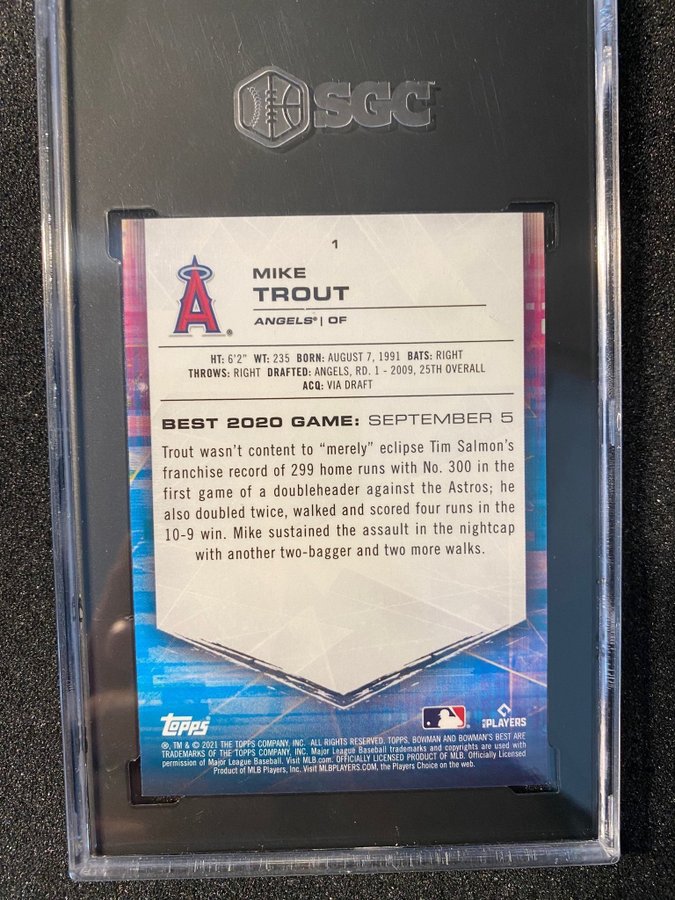 SGC
1
A
MIKE
TROUT
ANGELS® | OF
HT: 6'2" WT: 235 BORN: AUGUST 7, 1991 BATS: RIGHT
THROWS: RIGHT DRAFTED: ANGELS, RD. 1 - 2009, 25TH OVERALL
ACQ: VIA DRAFT
BEST 2020 GAME: SEPTEMBER 5
Trout wasn't content to “merely” eclipse Tim Salmon's
franchise record of 299 home runs with No. 300 in the
first game of a doubleheader against the Astros; he
also doubled twice, walked and scored four runs in the
10-9 win. Mike sustained the assault in the nightcap
with another two-bagger and two more walks.
Topps
MLB PLAYERS
®, TM & © 2021 THE TOPPS COMPANY, INC. ALL RIGHTS RESERVED. TOPPS, BOWMAN AND BOWMAN'S BEST ARE
TRADEMARKS OF THE TOPPS COMPANY, INC. Major League Baseball trademarks and copyrights are used with
permission of Major League Baseball. Visit MLB.com. OFFICIALLY LICENSED PRODUCT OF MLB. Officially Licensed
Product of MLB Players, Inc. Visit MLBPLAYERS.COM, the Players Choice on the web.